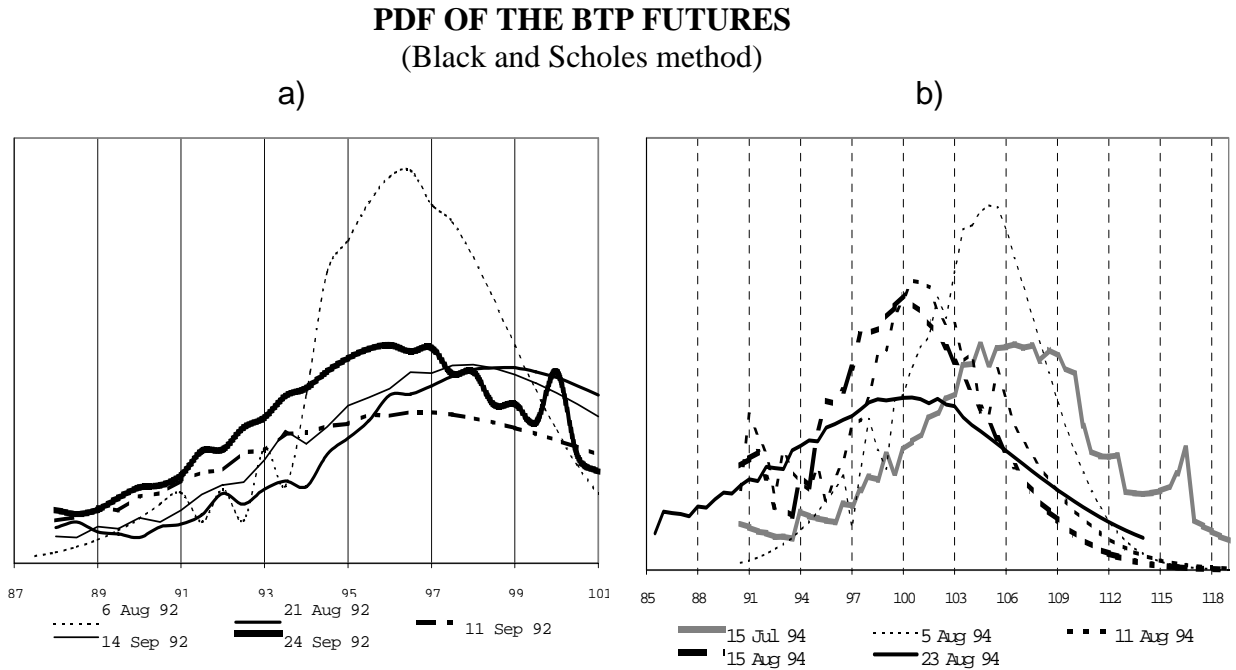 PDF OF THE BTP FUTURES
(Black and Scholes method)
a)
b)
87 89 91 93 95 97 99 101
6 Aug 92 21 Aug 92 11 Sep 92
14 Sep 92 24 Sep 92
85 88 91 94 97 100 103 106 109 112 115 118
15 Jul 94 5 Aug 94 11 Aug 94
15 Aug 94 23 Aug 94